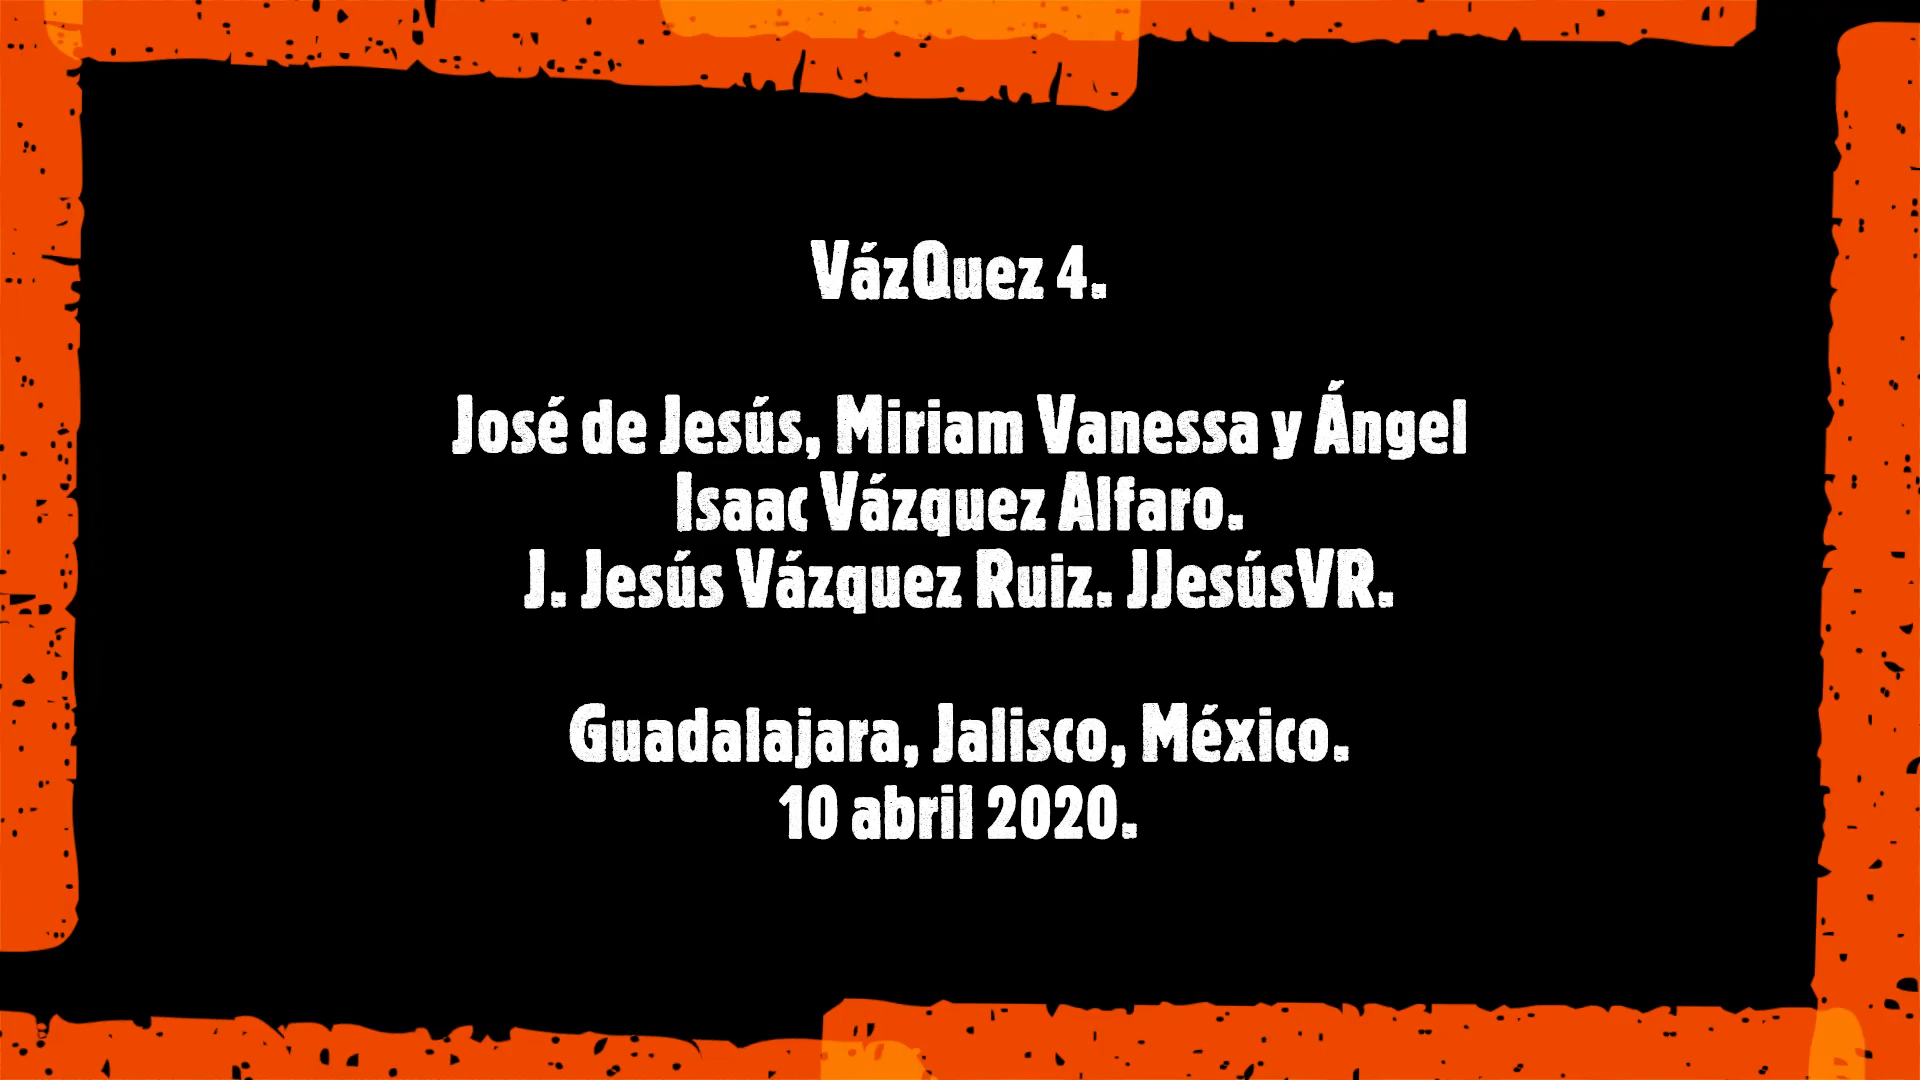 VázQuez 4.
José de Jesús, Miriam Vanessa y Ángel
Isaac Vázquez Alfaro.
J. Jesús Vázquez Ruiz. JJesúsVR.
Guadalajara, Jalisco, México.
10 abril 2020.